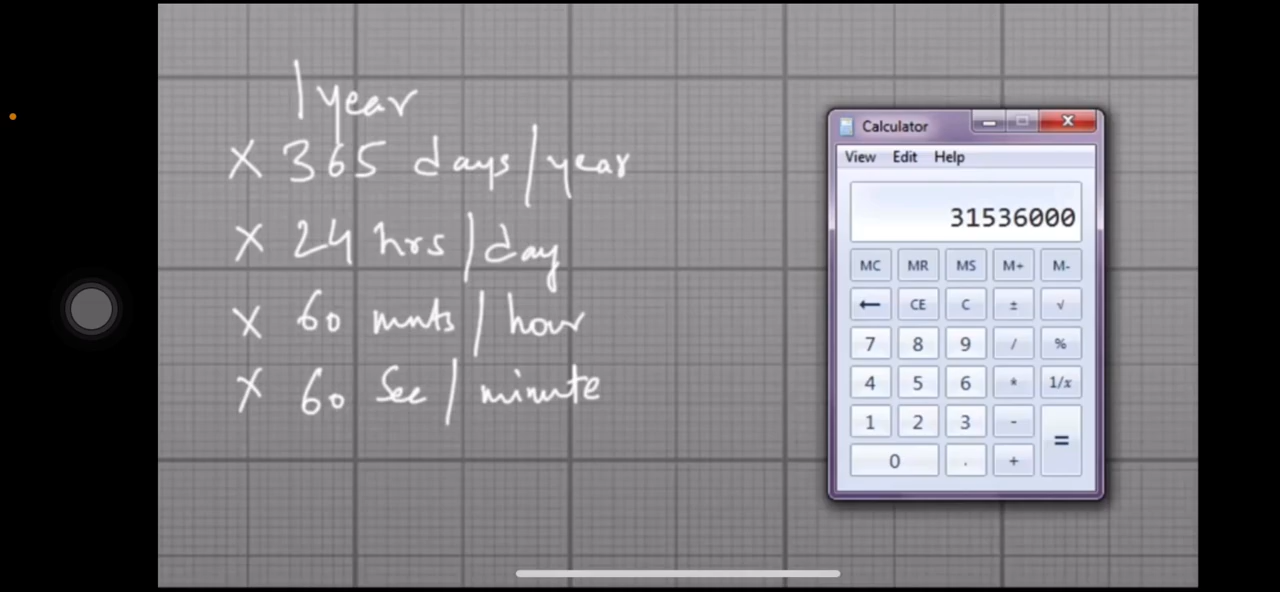 1 year
X 365 days/year
X 24 hrs/day
X 60 mnts/hour
X 60 Sec/minute
Calculator
View Edit Help
31536000
MC MR MS M+ M-
← CE C ± √
7 8 9 / %
4 5 6 * 1/x
1 2 3 - =
0 . +